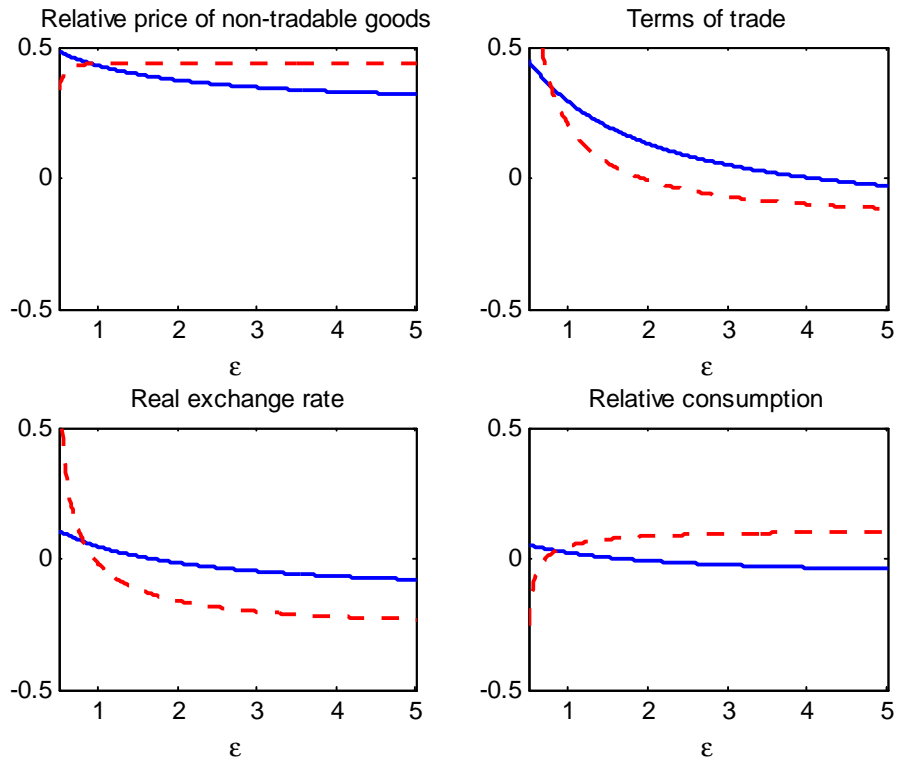 Relative price of non-tradable goods
0.5
0
-0.5
1 2 3 4 5
ε
Terms of trade
0.5
0
-0.5
1 2 3 4 5
ε
Real exchange rate
0.5
0
-0.5
1 2 3 4 5
ε
Relative consumption
0.5
0
-0.5
1 2 3 4 5
ε